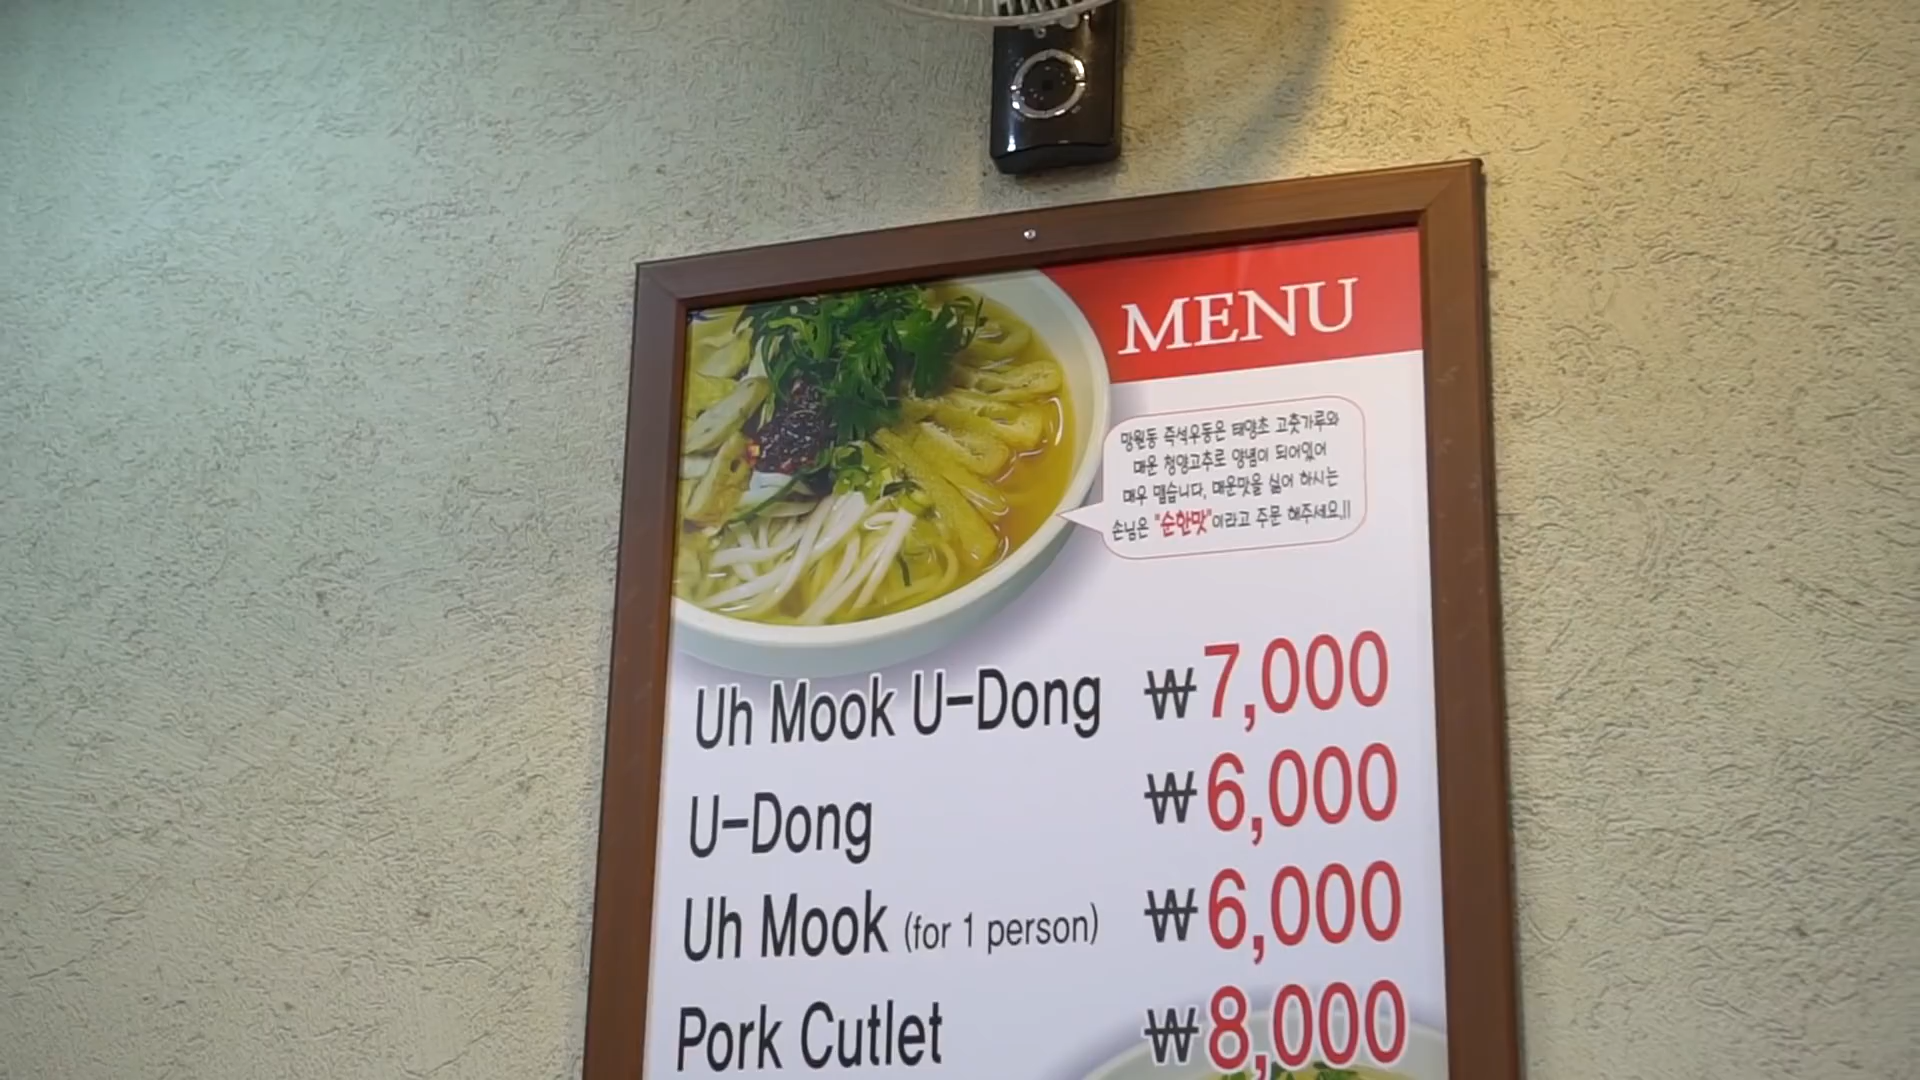 MENU
망원동 즉석우동은 태양초 고춧가루와
매운 청양고추로 양념이 되어있어
매우 맵습니다, 매운맛을 싫어 하시는
손님은 "순한맛"이라고 주문 해주세요,!!
Uh Mook U-Dong ₩7,000
U-Dong ₩6,000
Uh Mook (for 1 person) ₩6,000
Pork Cutlet ₩8,000